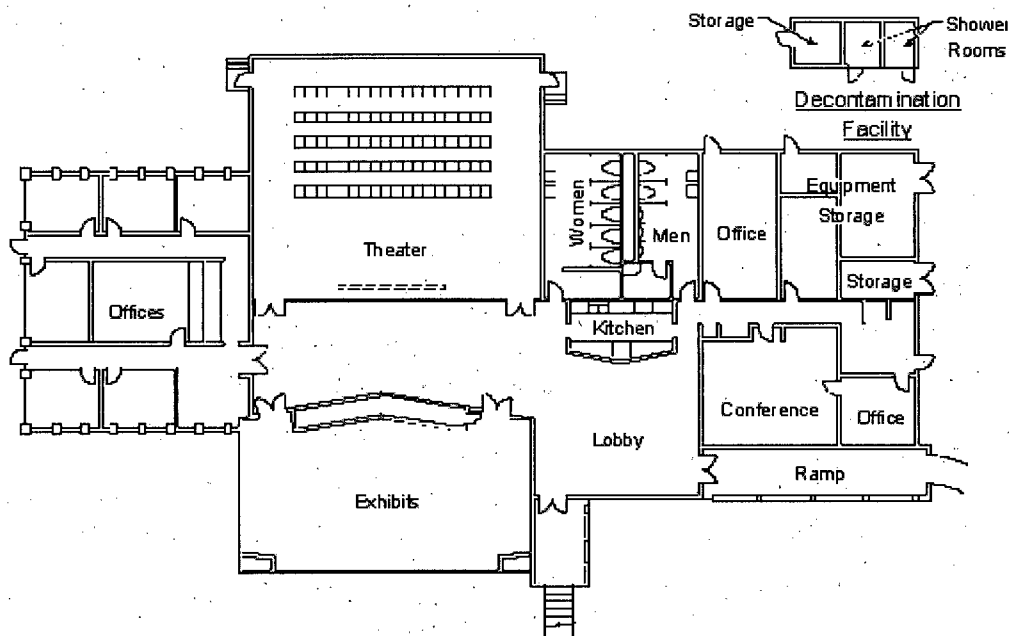 Storage
Shower
Rooms
Decontamination
Facility
Equipment
Storage
Women
Men
Office
Theater
Storage
Offices
Kitchen
Conference
Office
Lobby
Ramp
Exhibits